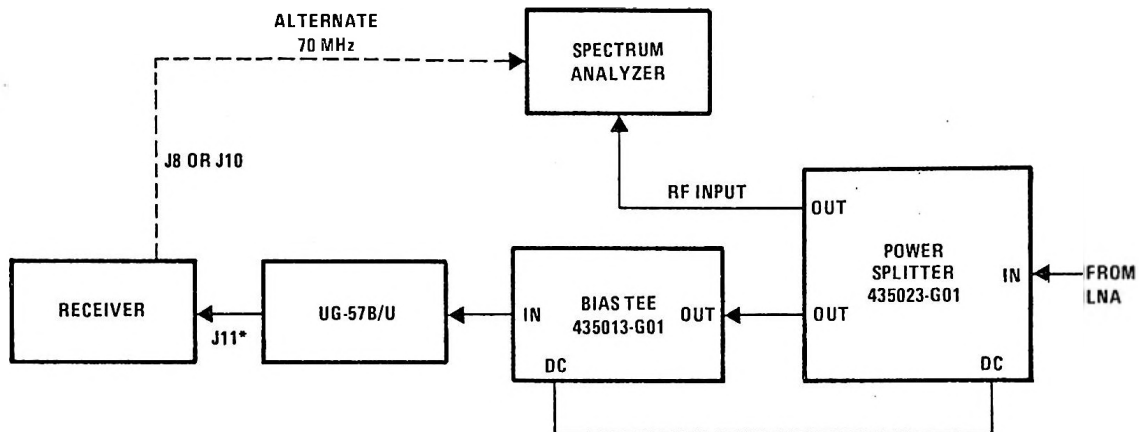 ALTERNATE
70 MHz
SPECTRUM
ANALYZER
J8 OR J10
RF INPUT
OUT
POWER
SPLITTER
435023-G01
IN
FROM
LNA
RECEIVER
J11*
UG-57B/U
IN
BIAS TEE
435013-G01
OUT
OUT
DC
DC